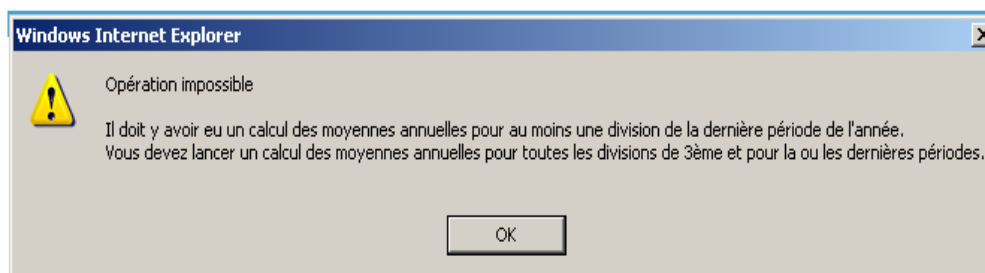 Windows Internet Explorer
Opération impossible
Il doit y avoir eu un calcul des moyennes annuelles pour au moins une division de la dernière période de l'année.
Vous devez lancer un calcul des moyennes annuelles pour toutes les divisions de 3ème et pour la ou les dernières périodes.
OK